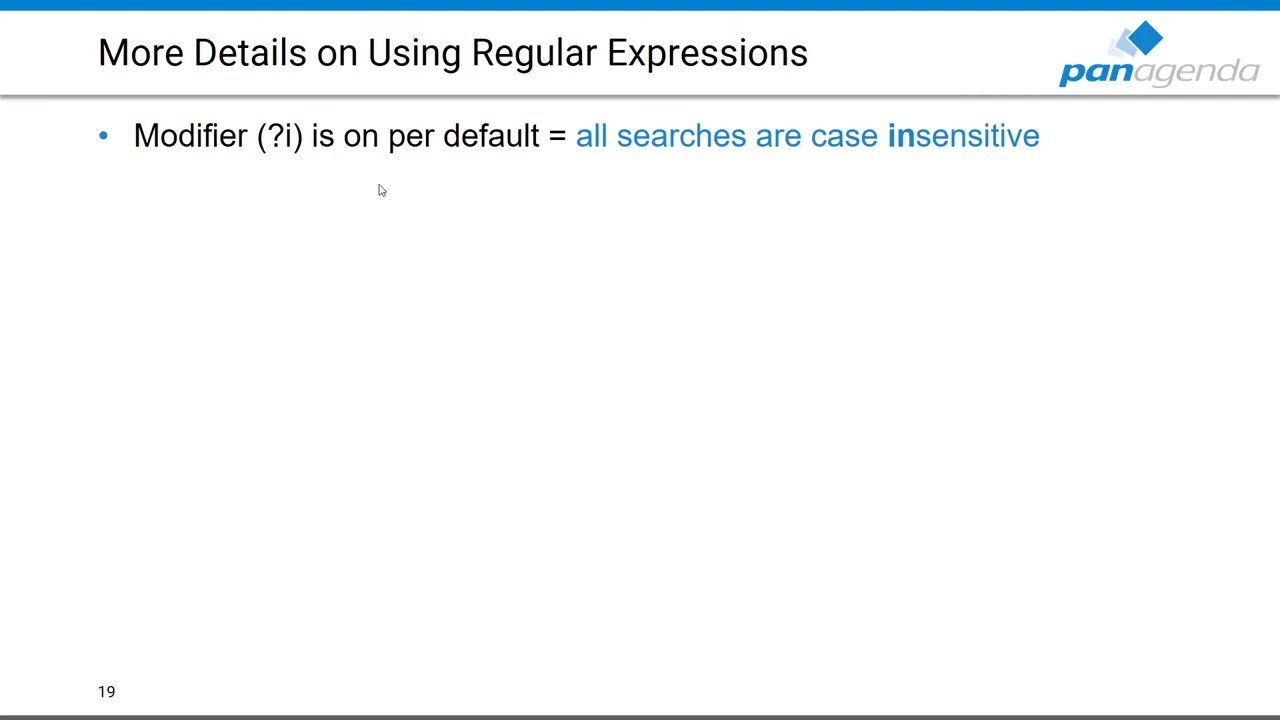 More Details on Using Regular Expressions
panagenda
• Modifier (?i) is on per default = all searches are case insensitive
19